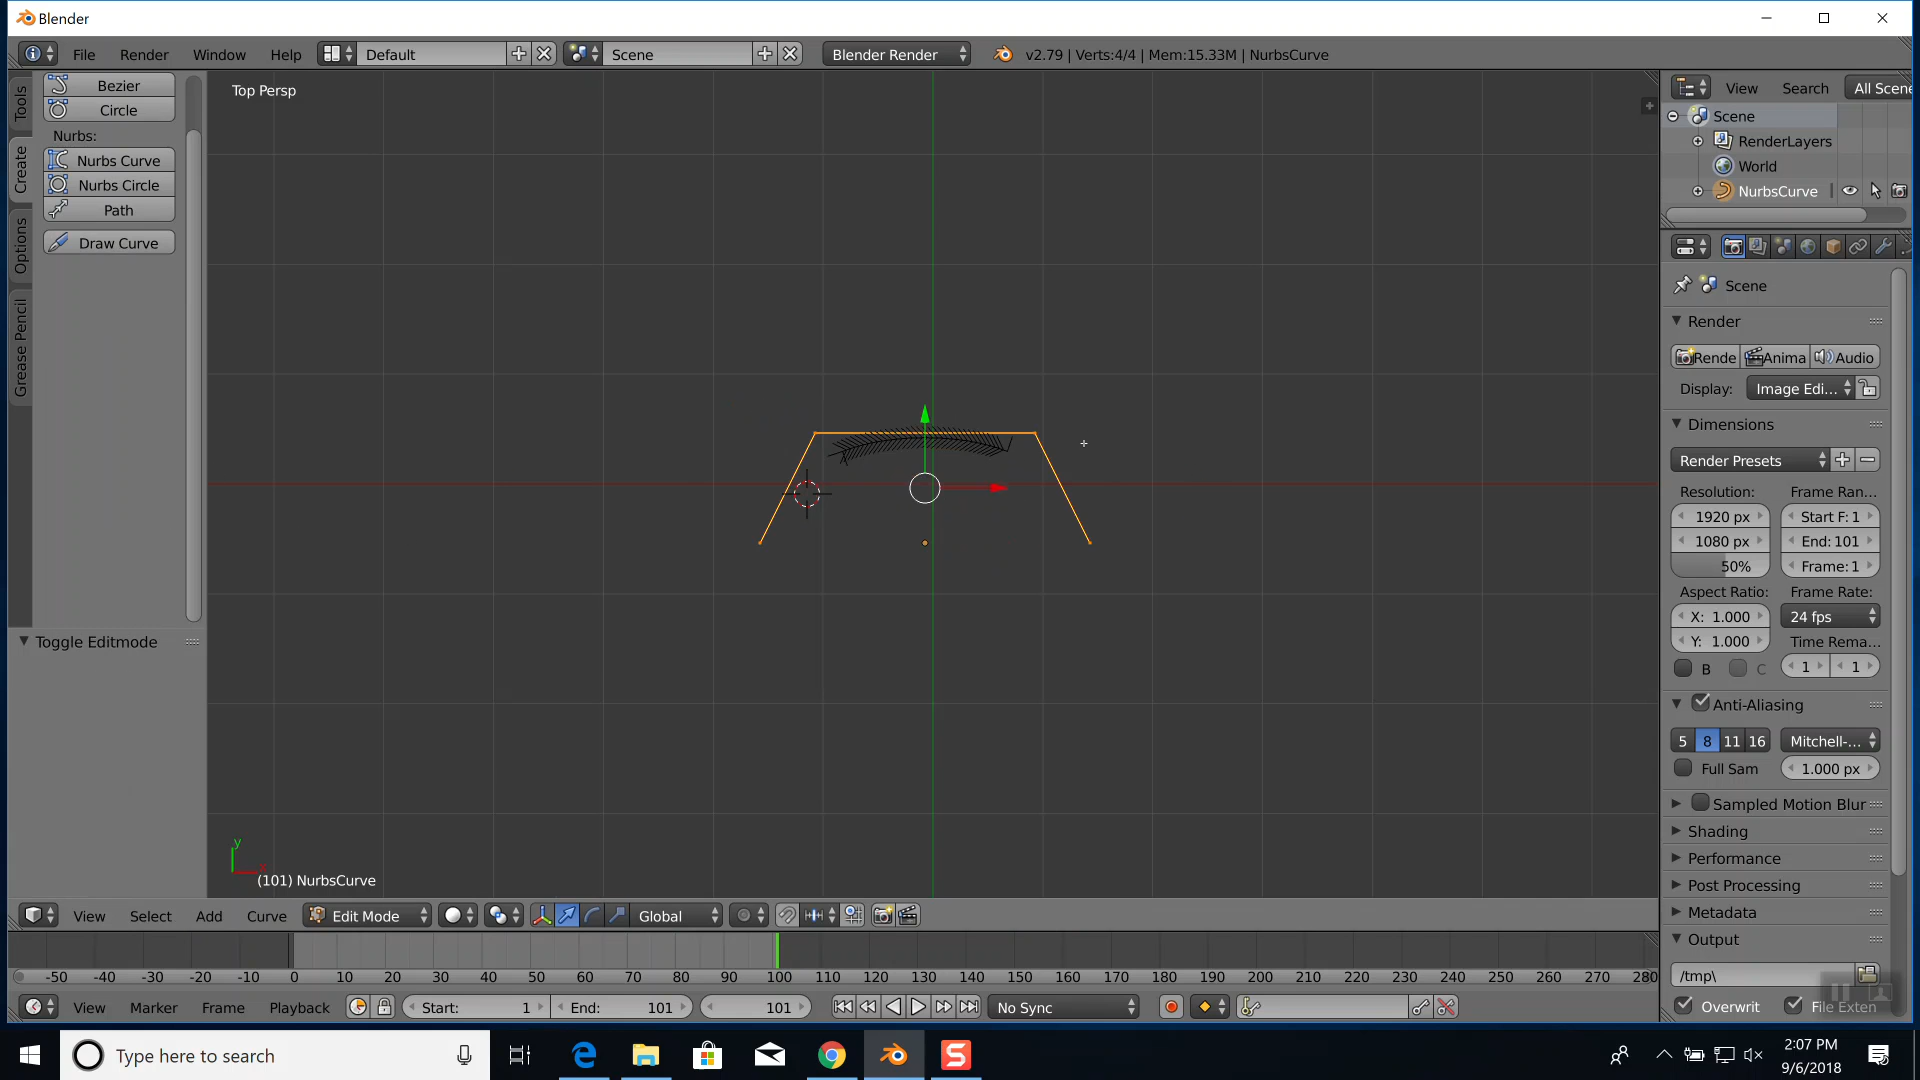 Blender
File Render Window Help Default Scene Blender Render v2.79 | Verts:4/4 | Mem:15.33M | NurbsCurve
Tools
Create
Options
Grease Pencil
Bezier
Circle
Nurbs:
Nurbs Curve
Nurbs Circle
Path
Draw Curve
Toggle Editmode
Top Persp
y
x
(101) NurbsCurve
View Search All Scene
Scene
RenderLayers
World
NurbsCurve
Scene
Render
Rende Anima Audio
Display: Image Edi...
Dimensions
Render Presets
Resolution: Frame Ran...
1920 px Start F: 1
1080 px End: 101
50% Frame: 1
Aspect Ratio: Frame Rate:
X: 1.000 24 fps
Y: 1.000 Time Rema...
B C 1 1
Anti-Aliasing
5 8 11 16 Mitchell-...
Full Sam 1.000 px
Sampled Motion Blur
Shading
Performance
Post Processing
Metadata
Output
/tmp\
Overwrit File Exten
View Select Add Curve Edit Mode Global
-50 -40 -30 -20 -10 0 10 20 30 40 50 60 70 80 90 100 110 120 130 140 150 160 170 180 190 200 210 220 230 240 250 260 270 280
View Marker Frame Playback Start: 1 End: 101 101 No Sync
Type here to search
2:07 PM
9/6/2018